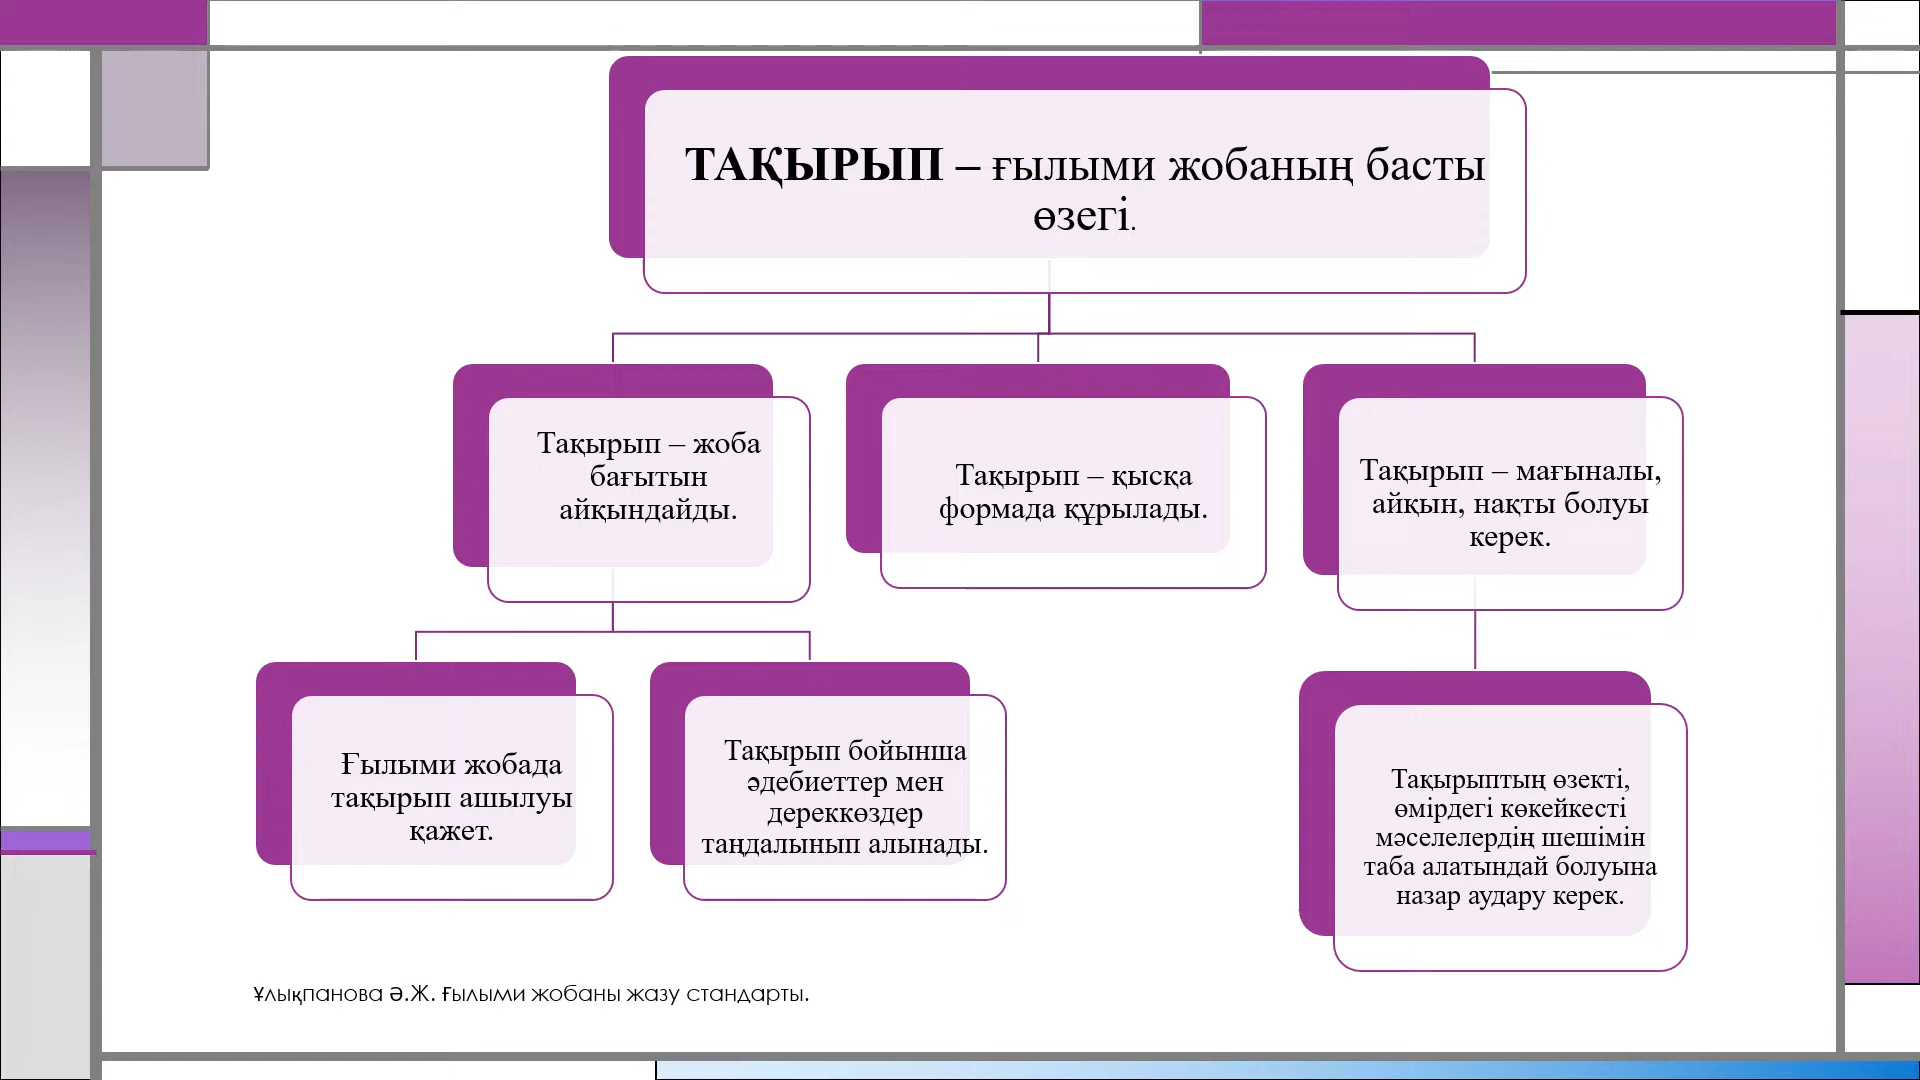 ТАҚЫРЫП – ғылыми жобаның басты
өзегі.
Тақырып – жоба
бағытын
айқындайды.
Тақырып – қысқа
формада құрылады.
Тақырып – мағыналы,
айқын, нақты болуы
керек.
Ғылыми жобада
тақырып ашылуы
қажет.
Тақырып бойынша
әдебиеттер мен
дереккөздер
таңдалынып алынады.
Тақырыптың өзекті,
өмірдегі көкейкесті
мәселелердің шешімін
таба алатындай болуына
назар аудару керек.
Ұлықпанова Ә.Ж. Ғылыми жобаны жазу стандарты.